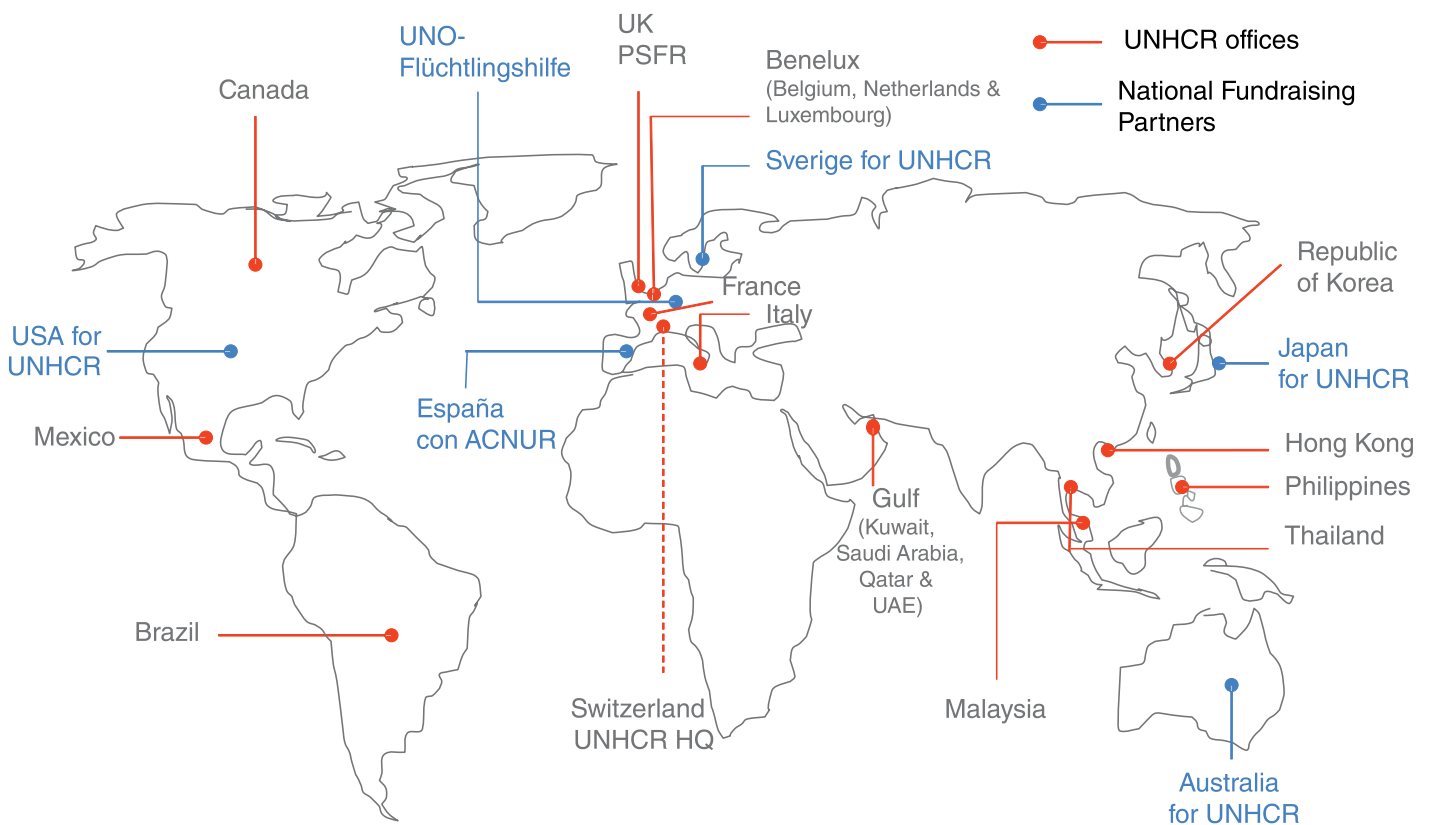 UNO-
Flüchtlingshilfe
UK
PSFR
UNHCR offices
Benelux
(Belgium, Netherlands &
Luxembourg)
National Fundraising
Partners
Canada
Sverige for UNHCR
Republic
of Korea
France
Italy
USA for
UNHCR
Japan
for UNHCR
España
con ACNUR
Mexico
Hong Kong
Philippines
Gulf
(Kuwait,
Saudi Arabia,
Qatar &
UAE)
Thailand
Brazil
Switzerland
UNHCR HQ
Malaysia
Australia
for UNHCR